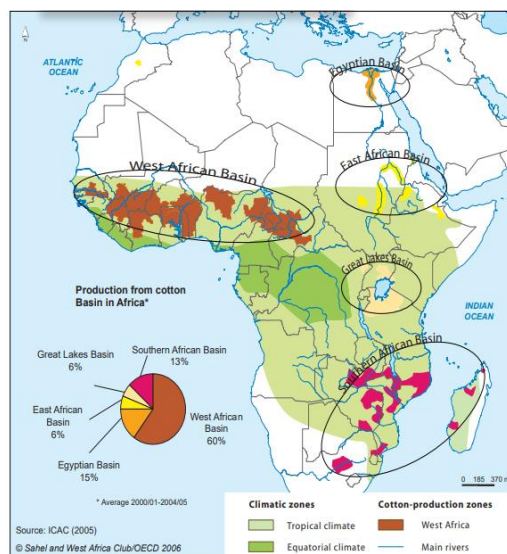 ATLANTIC
OCEAN
Egyptian Basin
West African Basin
East African Basin
Great Lakes Basin
INDIAN
OCEAN
Southern African Basin
Production from cotton
Basin in Africa*
Great Lakes Basin
6%
Southern African Basin
13%
East African
Basin
6%
West African
Basin
60%
Egyptian Basin
15%
* Average 2000/01-2004/05
0 185 370
Source: ICAC (2005)
© Sahel and West Africa Club/OECD 2006
Climatic zones
Tropical climate
Equatorial climate
Cotton-production zones
West Africa
Main rivers